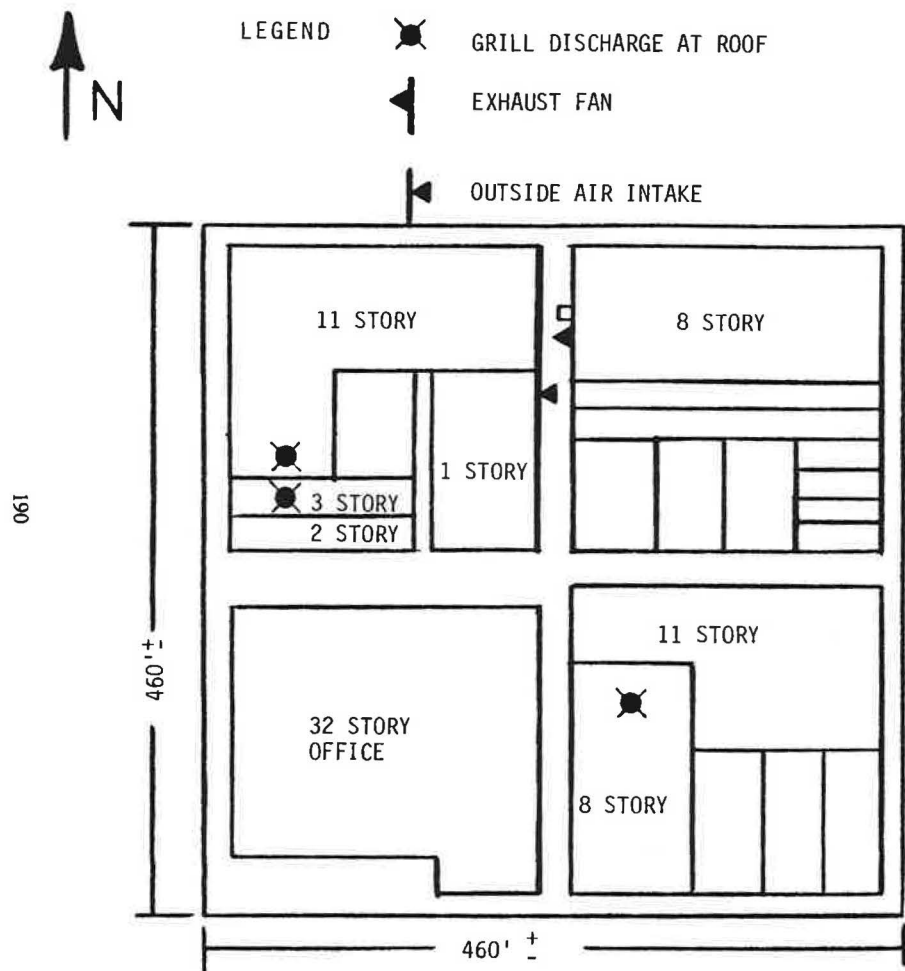 LEGEND
GRILL DISCHARGE AT ROOF
N
EXHAUST FAN
OUTSIDE AIR INTAKE
11 STORY
8 STORY
1 STORY
3 STORY
2 STORY
190
460'±
11 STORY
32 STORY
OFFICE
8 STORY
460' ±